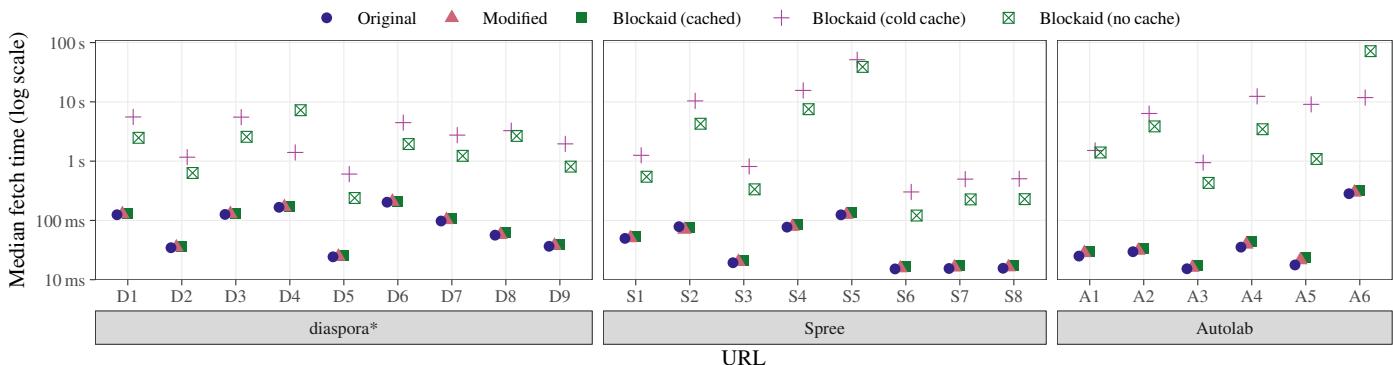 Original Modified Blockaid (cached) Blockaid (cold cache) Blockaid (no cache)
Median fetch time (log scale)
100 s
10 s
1 s
100 ms
10 ms
D1 D2 D3 D4 D5 D6 D7 D8 D9 S1 S2 S3 S4 S5 S6 S7 S8 A1 A2 A3 A4 A5 A6
diaspora* Spree Autolab
URL